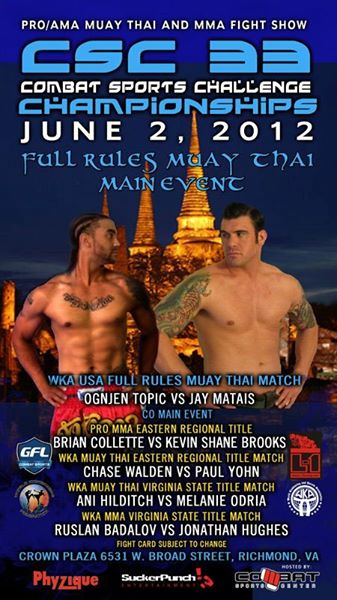 PRO/AMA MUAY THAI AND MMA FIGHT SHOW
CSC 33
COMBAT SPORTS CHALLENGE
CHAMPIONSHIPS
JUNE 2, 2012
FULL RULES MUAY THAI
MAIN EVENT
WKA USA FULL RULES MUAY THAI MATCH
OGNJEN TOPIC VS JAY MATAIS
CO MAIN EVENT
PRO MMA EASTERN REGIONAL TITLE
BRIAN COLLETTE VS KEVIN SHANE BROOKS
WKA MUAY THAI EASTERN REGIONAL TITLE MATCH
CHASE WALDEN VS PAUL YOHN
WKA MUAY THAI VIRGINIA STATE TITLE MATCH
ANI HILDITCH VS MELANIE ODRIA
WKA MMA VIRGINIA STATE TITLE MATCH
RUSLAN BADALOV VS JONATHAN HUGHES
FIGHT CARD SUBJECT TO CHANGE
CROWN PLAZA 6531 W. BROAD STREET, RICHMOND, VA
GFL
COMBAT SPORTS
WKA
Phyzique
SuckerPunch
ENTERTAINMENT
HOSTED BY:
COMBAT
SPORTS CENTER